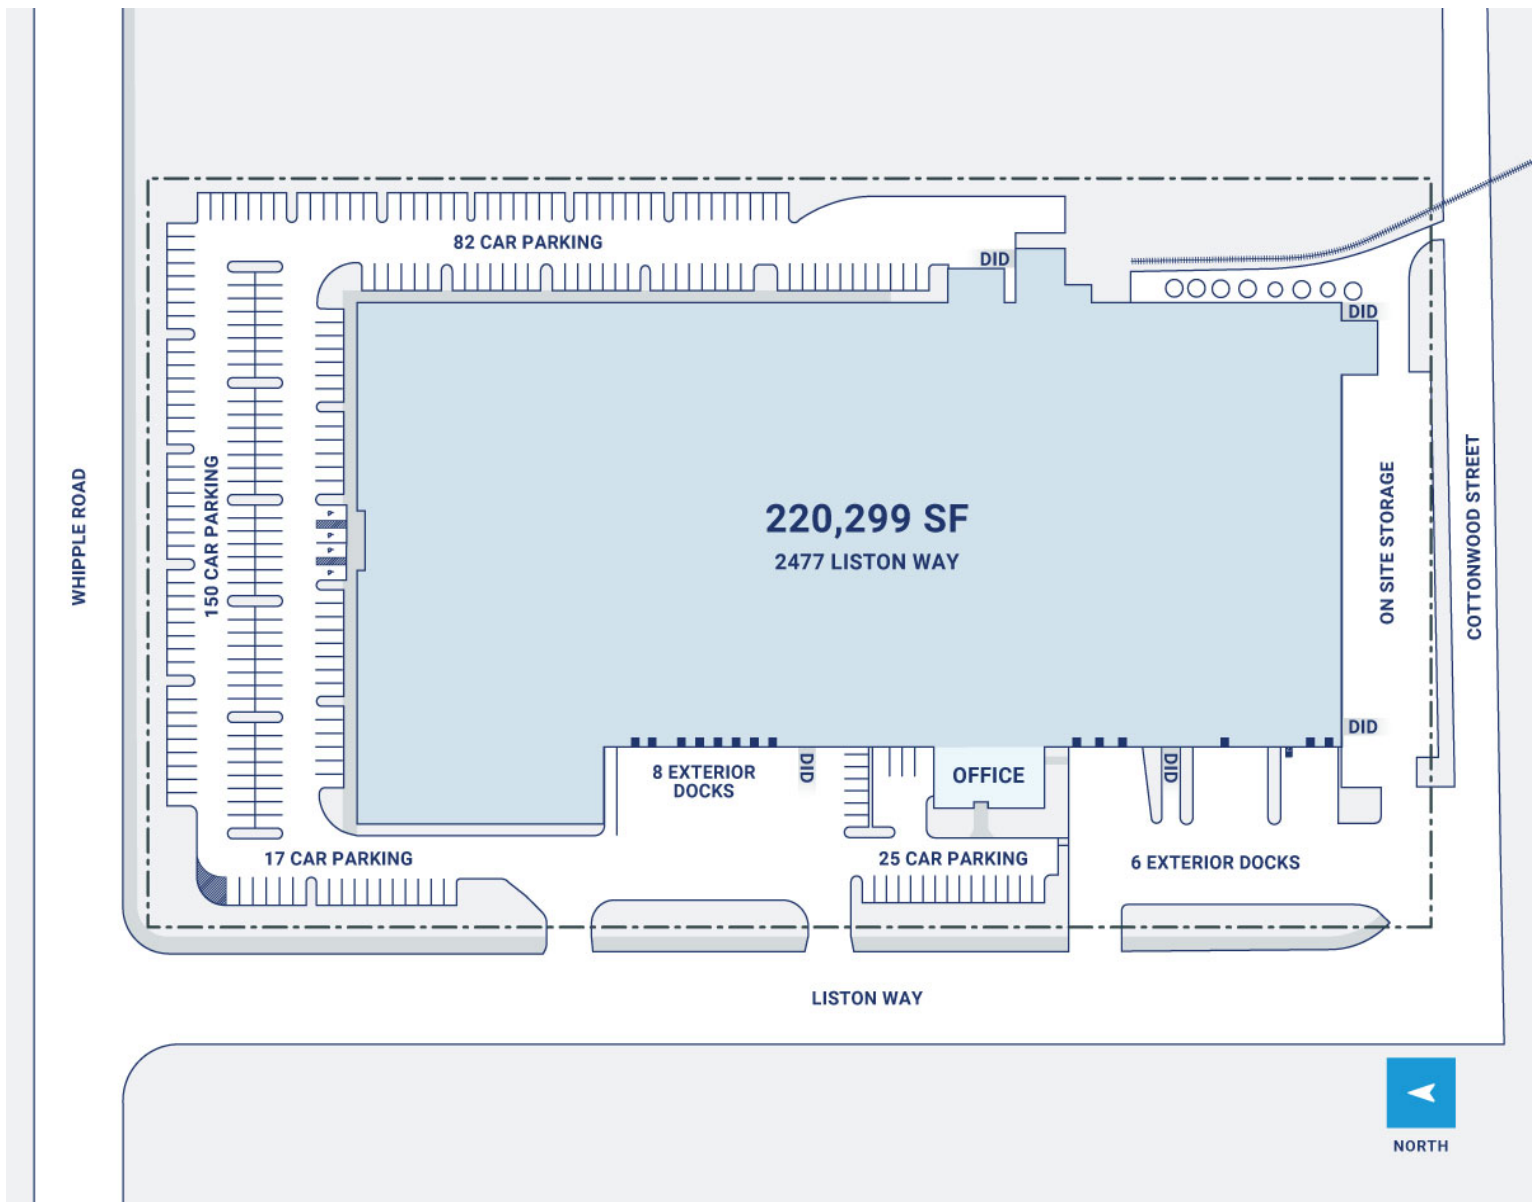 82 CAR PARKING
DID
DID
WHIPPLE ROAD
150 CAR PARKING
220,299 SF
2477 LISTON WAY
ON SITE STORAGE
COTTONWOOD STREET
DID
8 EXTERIOR
DOCKS
DID
OFFICE
DID
17 CAR PARKING
25 CAR PARKING
6 EXTERIOR DOCKS
LISTON WAY
NORTH